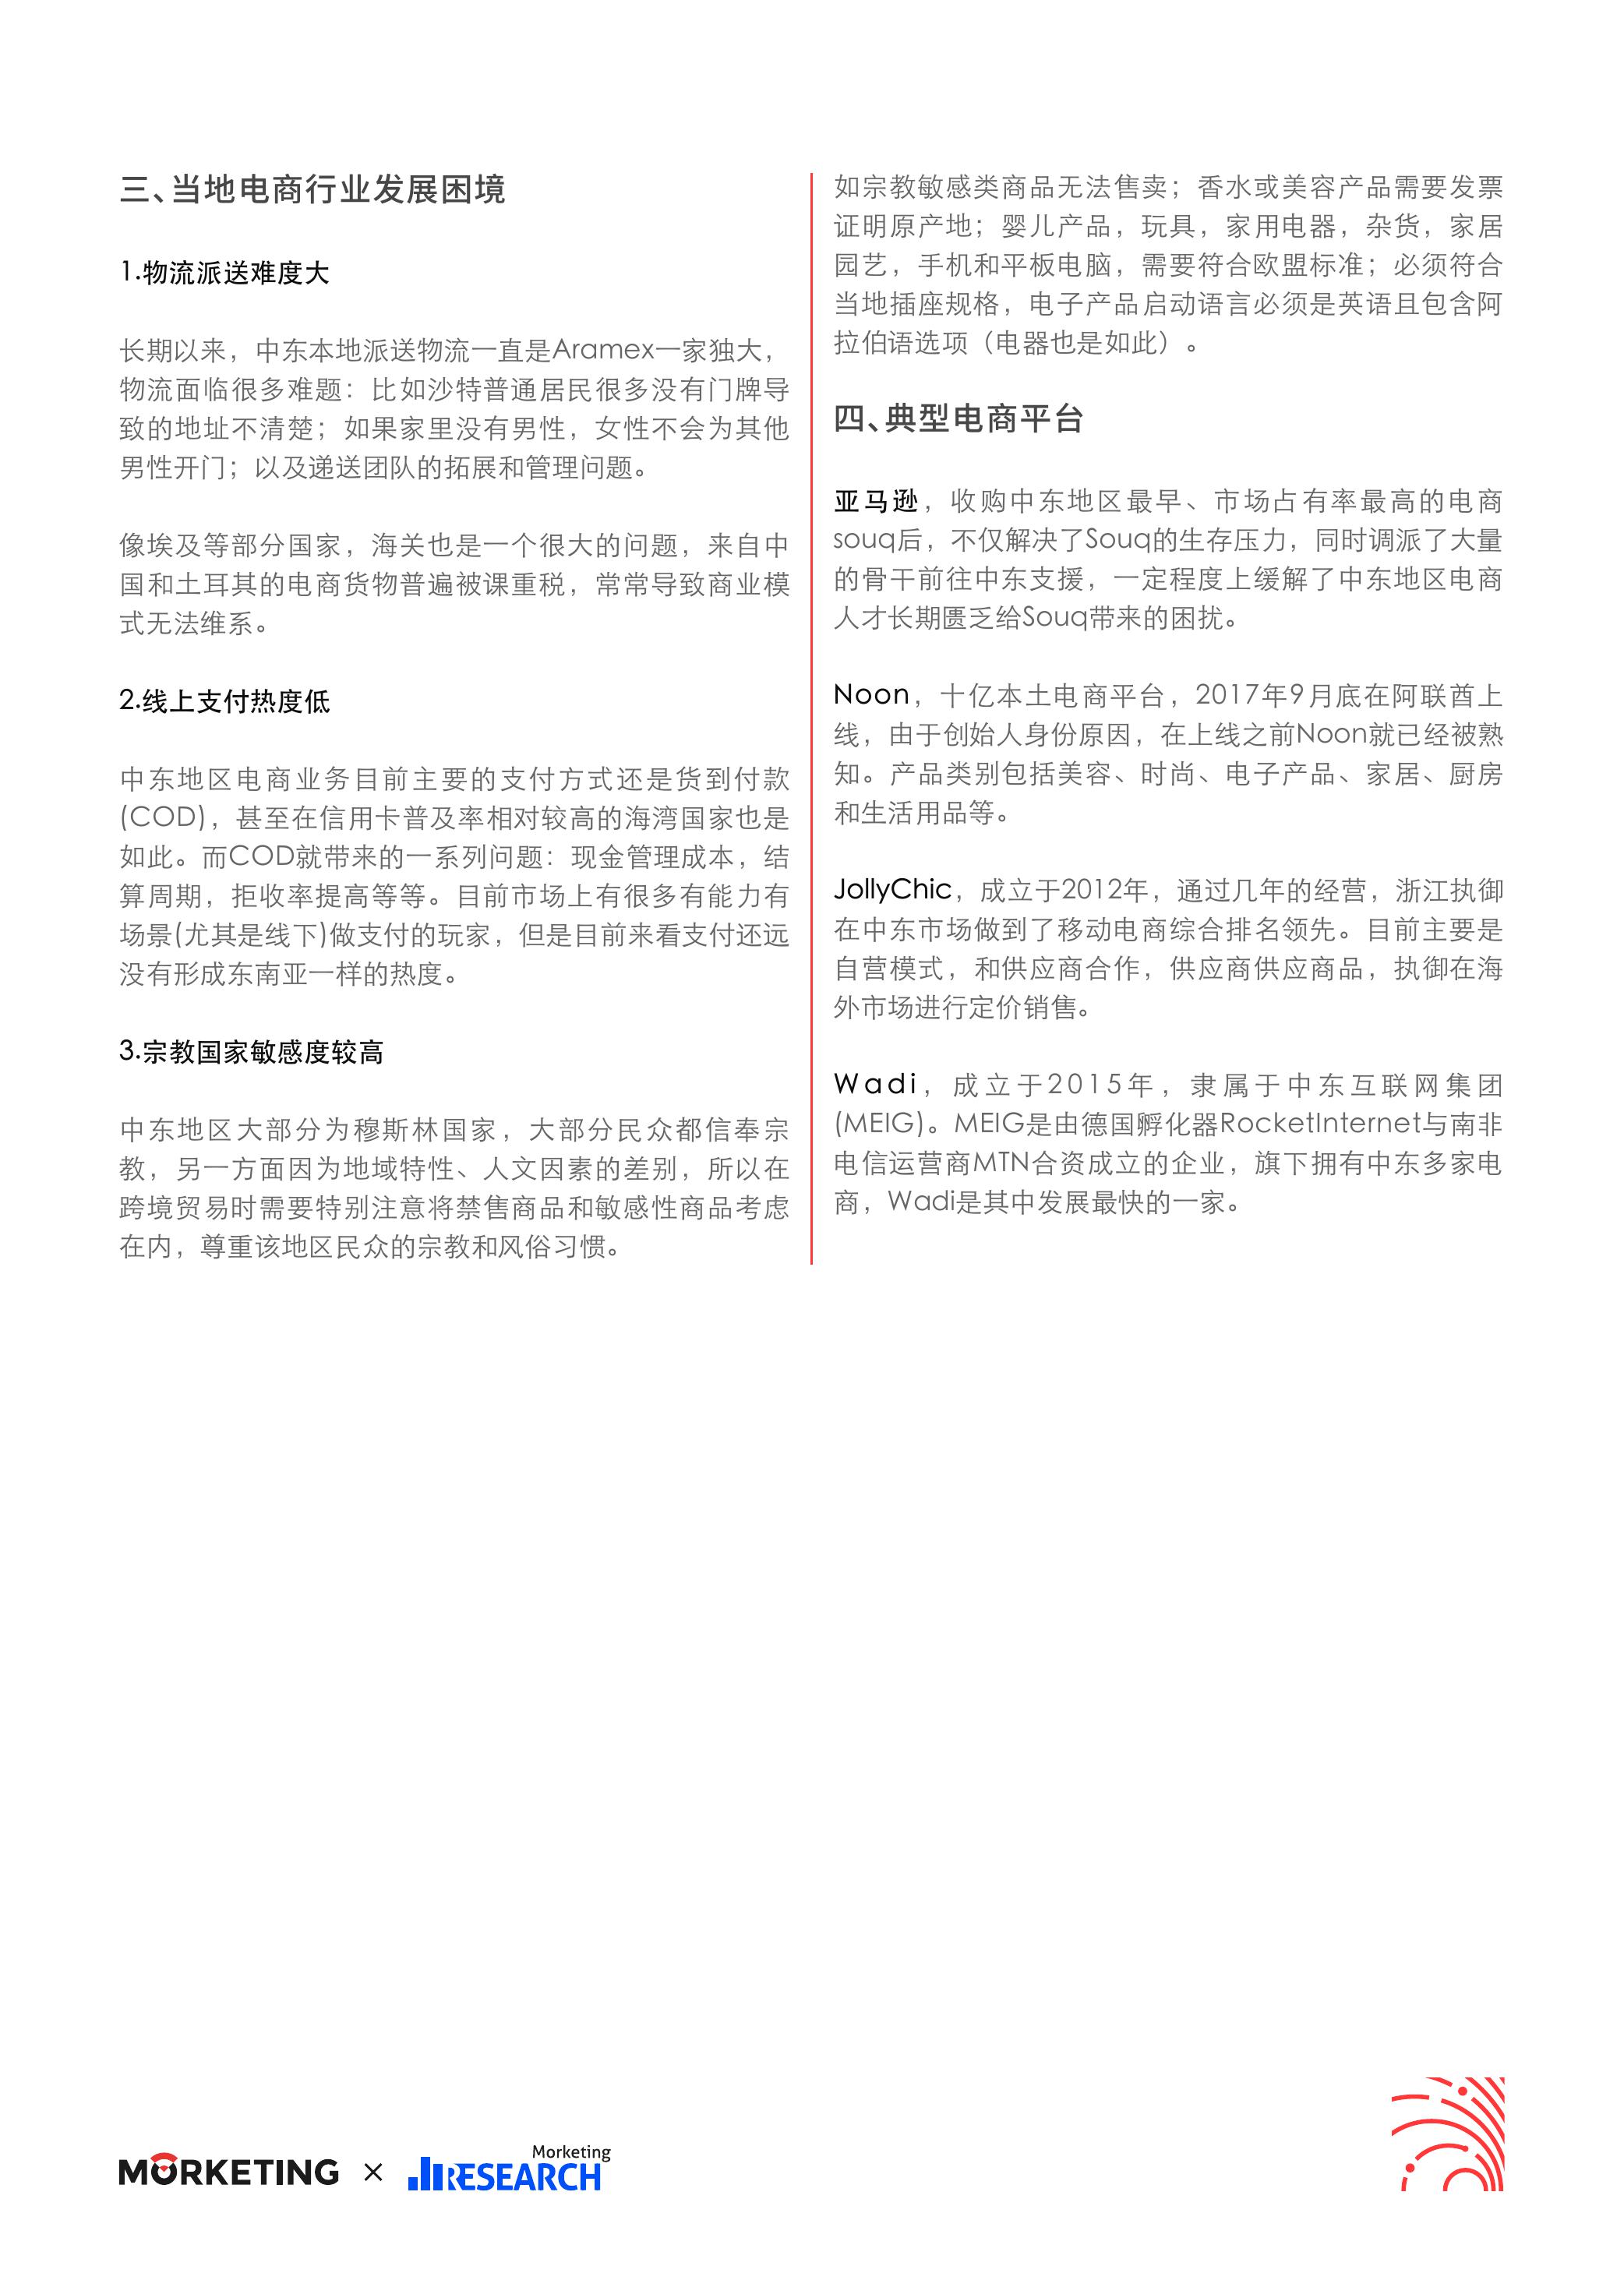 三、当地电商行业发展困境
1.物流派送难度大
长期以来，中东本地派送物流一直是Aramex一家独大，
物流面临很多难题：比如沙特普通居民很多没有门牌导
致的地址不清楚；如果家里没有男性，女性不会为其他
男性开门；以及递送团队的拓展和管理问题。
像埃及等部分国家，海关也是一个很大的问题，来自中
国和土耳其的电商货物普遍被课重税，常常导致商业模
式无法维系。
2.线上支付热度低
中东地区电商业务目前主要的支付方式还是货到付款
(COD)，甚至在信用卡普及率相对较高的海湾国家也是
如此。而COD就带来的一系列问题：现金管理成本，结
算周期，拒收率提高等等。目前市场上有很多有能力有
场景(尤其是线下)做支付的玩家，但是目前来看支付还远
没有形成东南亚一样的热度。
3.宗教国家敏感度较高
中东地区大部分为穆斯林国家，大部分民众都信奉宗
教，另一方面因为地域特性、人文因素的差别，所以在
跨境贸易时需要特别注意将禁售商品和敏感性商品考虑
在内，尊重该地区民众的宗教和风俗习惯。
如宗教敏感类商品无法售卖；香水或美容产品需要发票
证明原产地；婴儿产品，玩具，家用电器，杂货，家居
园艺，手机和平板电脑，需要符合欧盟标准；必须符合
当地插座规格，电子产品启动语言必须是英语且包含阿
拉伯语选项（电器也是如此）。
四、典型电商平台
亚马逊，收购中东地区最早、市场占有率最高的电商
souq后，不仅解决了Souq的生存压力，同时调派了大量
的骨干前往中东支援，一定程度上缓解了中东地区电商
人才长期匮乏给Souq带来的困扰。
Noon，十亿本土电商平台，2017年9月底在阿联酋上
线，由于创始人身份原因，在上线之前Noon就已经被熟
知。产品类别包括美容、时尚、电子产品、家居、厨房
和生活用品等。
JollyChic，成立于2012年，通过几年的经营，浙江执御
在中东市场做到了移动电商综合排名领先。目前主要是
自营模式，和供应商合作，供应商供应商品，执御在海
外市场进行定价销售。
Wadi，成立于2015年，隶属于中东互联网集团
(MEIG)。MEIG是由德国孵化器RocketInternet与南非
电信运营商MTN合资成立的企业，旗下拥有中东多家电
商，Wadi是其中发展最快的一家。
MORKETING × Morketing
RESEARCH